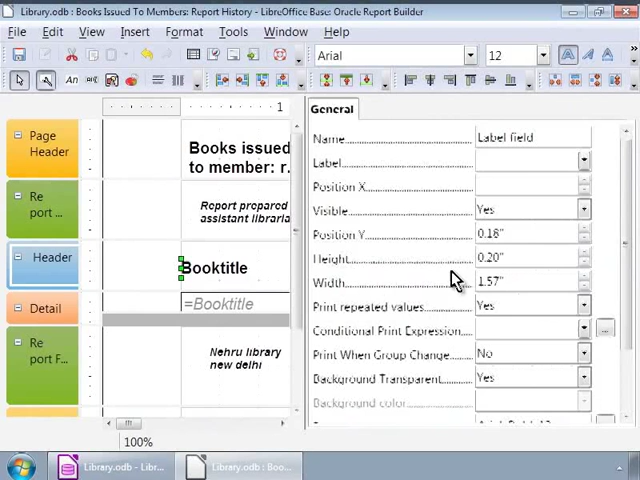 Library.odb : Books Issued To Members: Report History - LibreOffice Base: Oracle Report Builder
File Edit View Insert Format Tools Window Help
Arial 12
General
Page Header
Books issued to member: r.
Re port ...
Report prepared assistant libraria
Header
Booktitle
Detail
=Booktitle
Re port F...
Nehru library new delhi
Name Label field
Label
Position X
Visible Yes
Position Y 0.18"
Height 0.20"
Width 1.57"
Print repeated values Yes
Conditional Print Expression
Print When Group Change No
Background Transparent Yes
Background color
1
100%
Library.odb - Libr...
Library.odb : Boo...